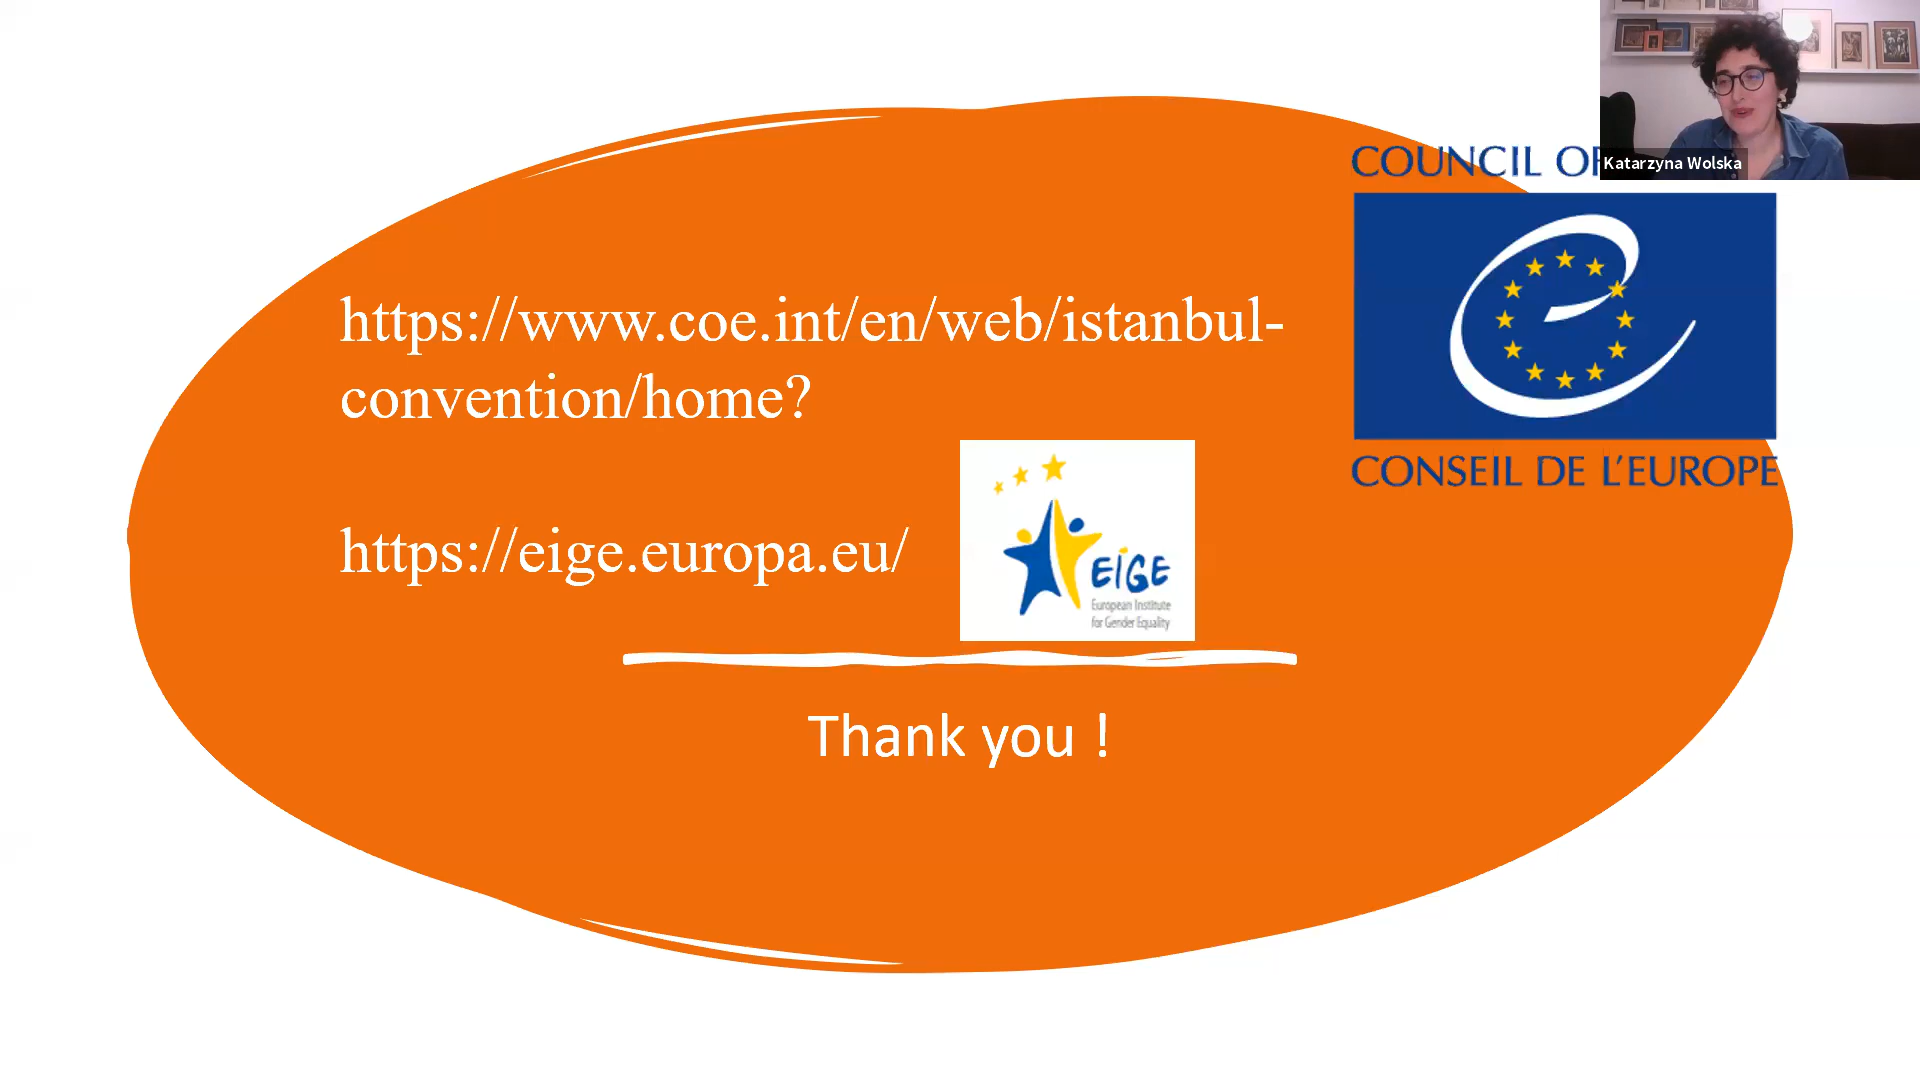 COUNCIL OF
Katarzyna Wolska
https://www.coe.int/en/web/istanbul-
convention/home?
CONSEIL DE L'EUROPE
https://eige.europa.eu/
EIGE
European Institute
for Gender Equality
Thank you !